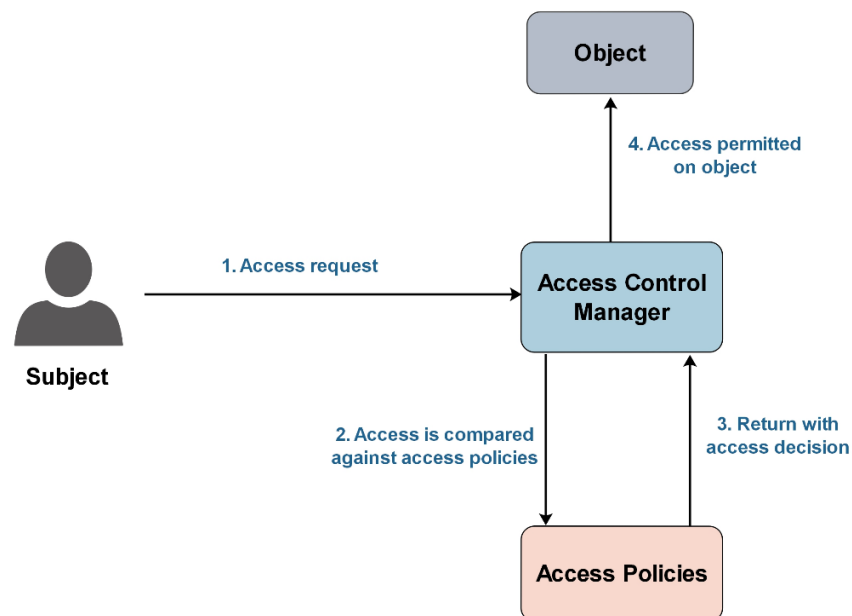 Object
4. Access permitted
on object
1. Access request
Access Control
Manager
Subject
2. Access is compared
against access policies
3. Return with
access decision
Access Policies